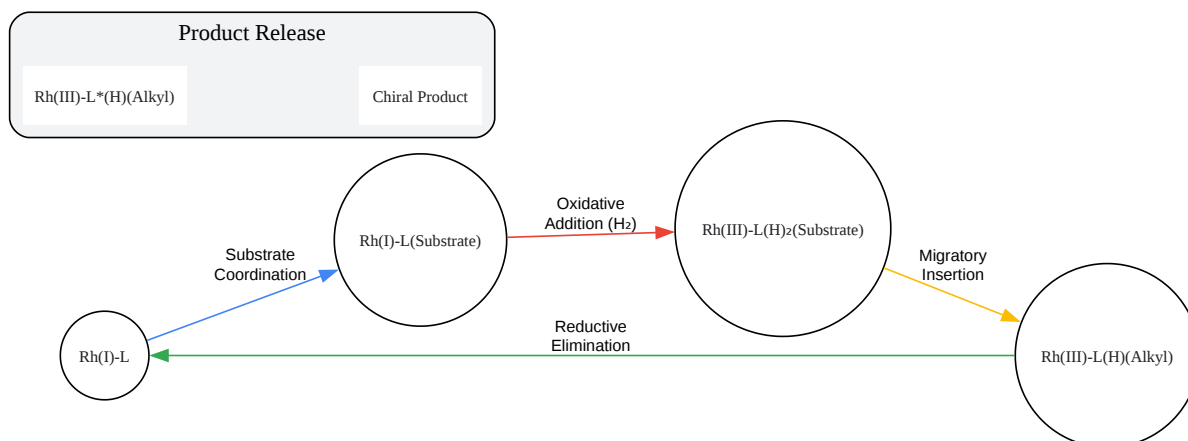 Product Release
Rh(III)-L*(H)(Alkyl)
Chiral Product
Oxidative
Addition (H₂)
Rh(I)-L(Substrate)
Rh(III)-L(H)₂(Substrate)
Substrate
Coordination
Migratory
Insertion
Reductive
Elimination
Rh(I)-L
Rh(III)-L(H)(Alkyl)